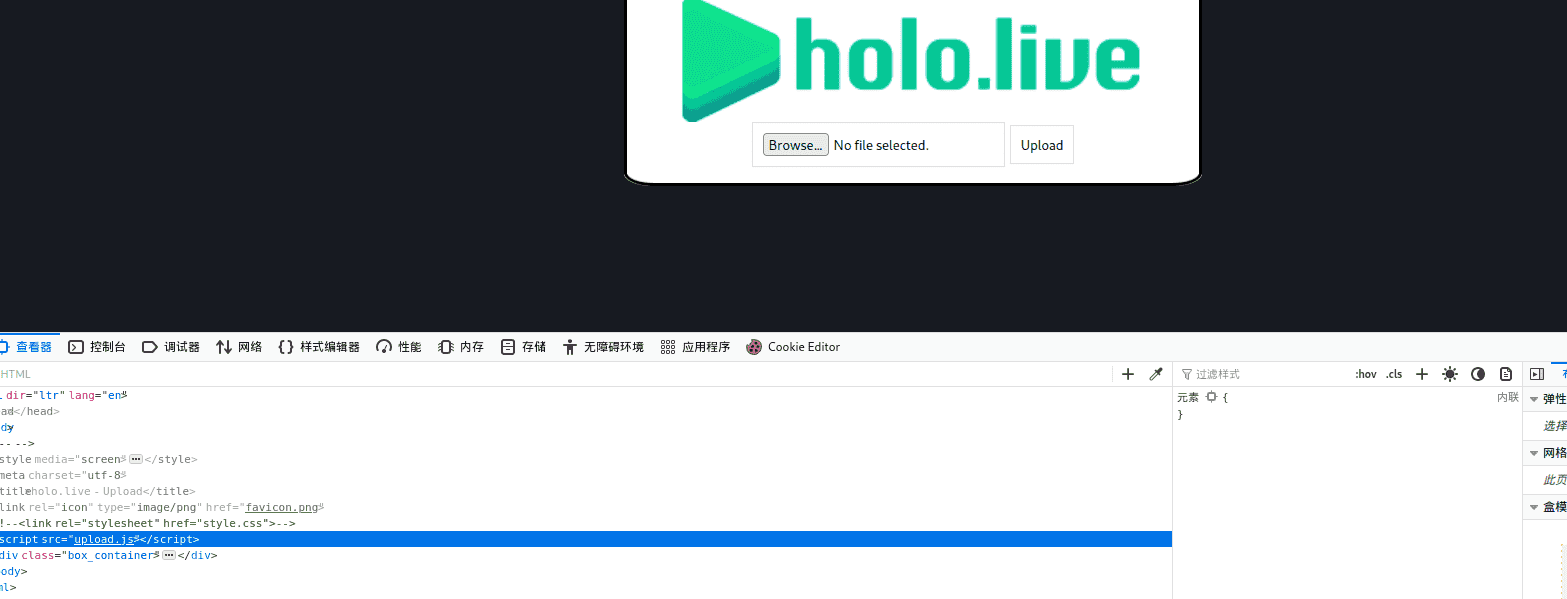 holo.live
Browse... No file selected. Upload
查看器 控制台 调试器 网络 样式编辑器 性能 内存 存储 无障碍环境 应用程序 Cookie Editor
HTML
过滤样式 :hov .cls
dir="ltr" lang="en"
</head>
元素 { 内联
}
弹性
选择
-- -->
style media="screen" </style>
meta charset="utf-8"
title>holo.live - Upload</title>
link rel="icon" type="image/png" href="favicon.png"
!--<link rel="stylesheet" href="style.css">-->
script src="upload.js"></script>
div class="box_container" </div>
ody>
ml>
网格
此页
盒模